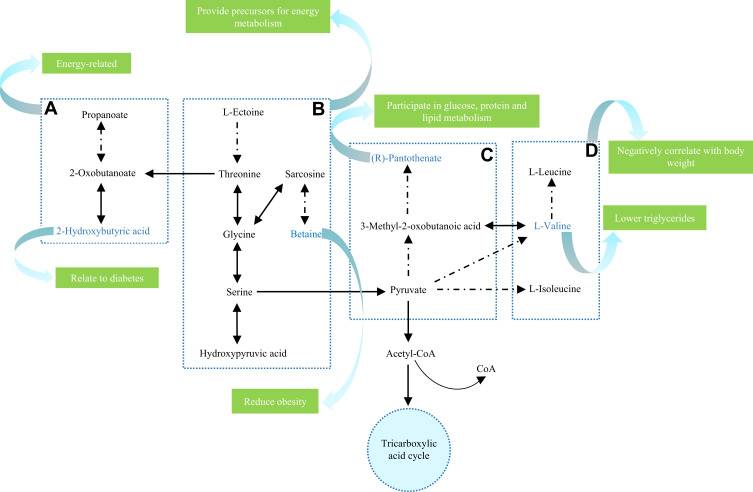 Provide precursors for energy
metabolism
Energy-related
Participate in glucose, protein and
lipid metabolism
Negatively correlate with body
weight
Lower triglycerides
A
Propanoate
2-Oxobutanoate
2-Hydroxybutyric acid
Relate to diabetes
B
L-Ectoine
Threonine
Sarcosine
Glycine
Betaine
Serine
Hydroxypyruvic acid
Reduce obesity
C
(R)-Pantothenate
3-Methyl-2-oxobutanoic acid
Pyruvate
D
L-Leucine
L-Valine
L-Isoleucine
Acetyl-CoA
CoA
Tricarboxylic
acid cycle